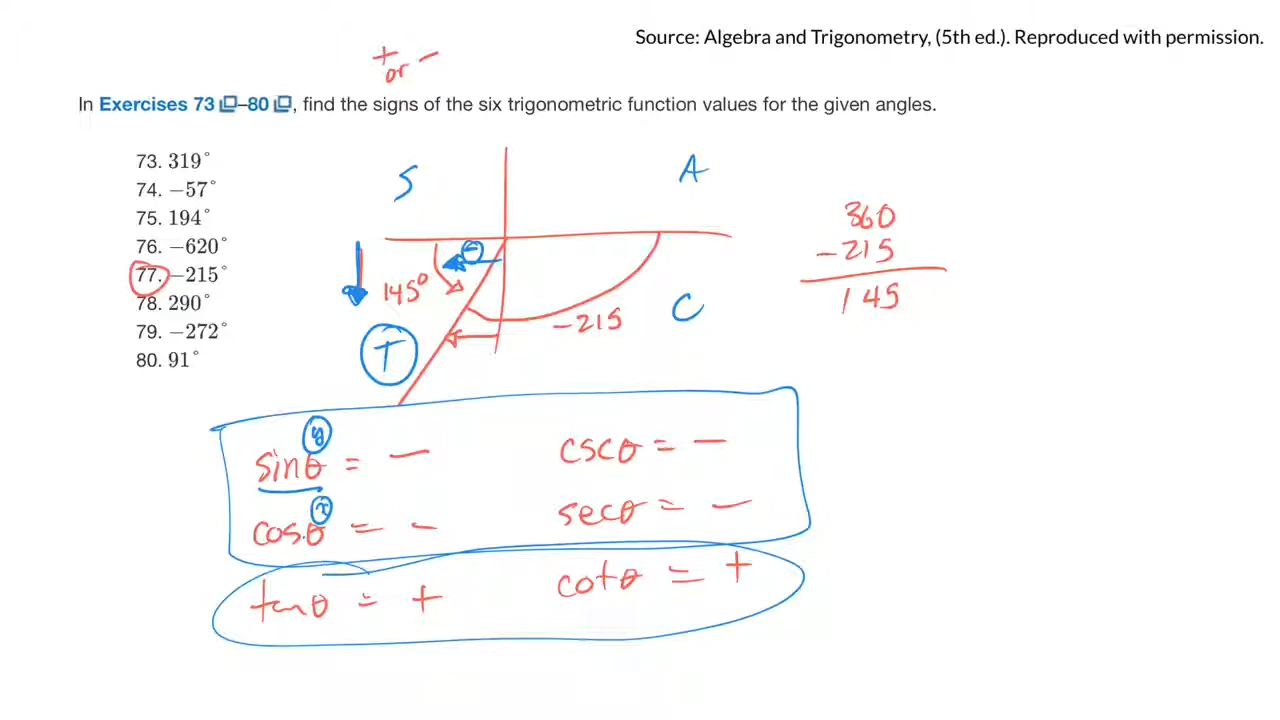 Source: Algebra and Trigonometry, (5th ed.). Reproduced with permission.
+ or −
In Exercises 73–80, find the signs of the six trigonometric function values for the given angles.
73. 319°
74. −57°
75. 194°
76. −620°
77. −215°
78. 290°
79. −272°
80. 91°
S A
360
−215
145
−
145°
−215
C
T
y
sinθ = − cscθ = −
x
cos.θ = − secθ = −
tanθ = + cotθ = +